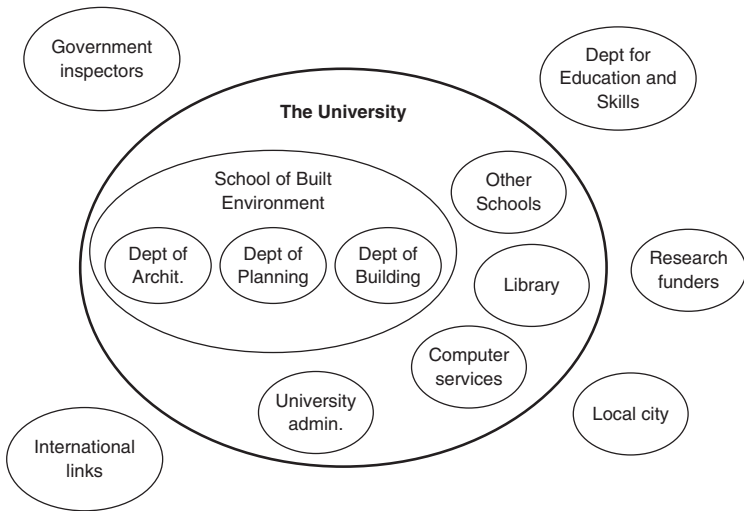 Government
inspectors
Dept for
Education and
Skills
The University
School of Built
Environment
Other
Schools
Dept of
Archit.
Dept of
Planning
Dept of
Building
Library
Research
funders
Computer
services
University
admin.
Local city
International
links